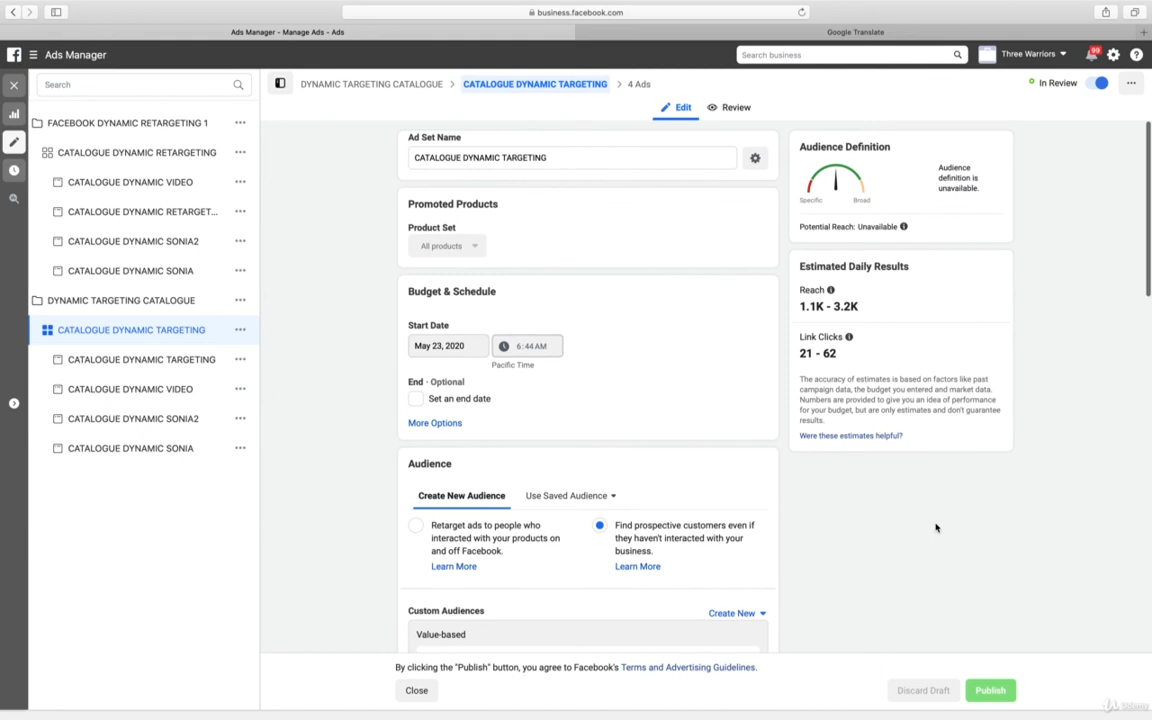 business.facebook.com
Ads Manager - Manage Ads - Ads
Google Translate
Ads Manager
Search business
Three Warriors
99
Search
DYNAMIC TARGETING CATALOGUE
CATALOGUE DYNAMIC TARGETING
4 Ads
In Review
Edit
Review
FACEBOOK DYNAMIC RETARGETING 1
CATALOGUE DYNAMIC RETARGETING
CATALOGUE DYNAMIC VIDEO
CATALOGUE DYNAMIC RETARGET...
CATALOGUE DYNAMIC SONIA2
CATALOGUE DYNAMIC SONIA
DYNAMIC TARGETING CATALOGUE
CATALOGUE DYNAMIC TARGETING
CATALOGUE DYNAMIC TARGETING
CATALOGUE DYNAMIC VIDEO
CATALOGUE DYNAMIC SONIA2
CATALOGUE DYNAMIC SONIA
Ad Set Name
CATALOGUE DYNAMIC TARGETING
Promoted Products
Product Set
All products
Budget & Schedule
Start Date
May 23, 2020
6:44AM
Pacific Time
End · Optional
Set an end date
More Options
Audience
Create New Audience
Use Saved Audience
Retarget ads to people who
interacted with your products on
and off Facebook.
Learn More
Find prospective customers even if
they haven't interacted with your
business.
Learn More
Custom Audiences
Create New
Value-based
Audience Definition
Audience
definition is
unavailable.
Specific
Broad
Potential Reach: Unavailable
Estimated Daily Results
Reach
1.1K - 3.2K
Link Clicks
21 - 62
The accuracy of estimates is based on factors like past
campaign data, the budget you entered and market data.
Numbers are provided to give you an idea of performance
for your budget, but are only estimates and don't guarantee
results.
Were these estimates helpful?
By clicking the "Publish" button, you agree to Facebook's Terms and Advertising Guidelines.
Close
Discard Draft
Publish
Udemy